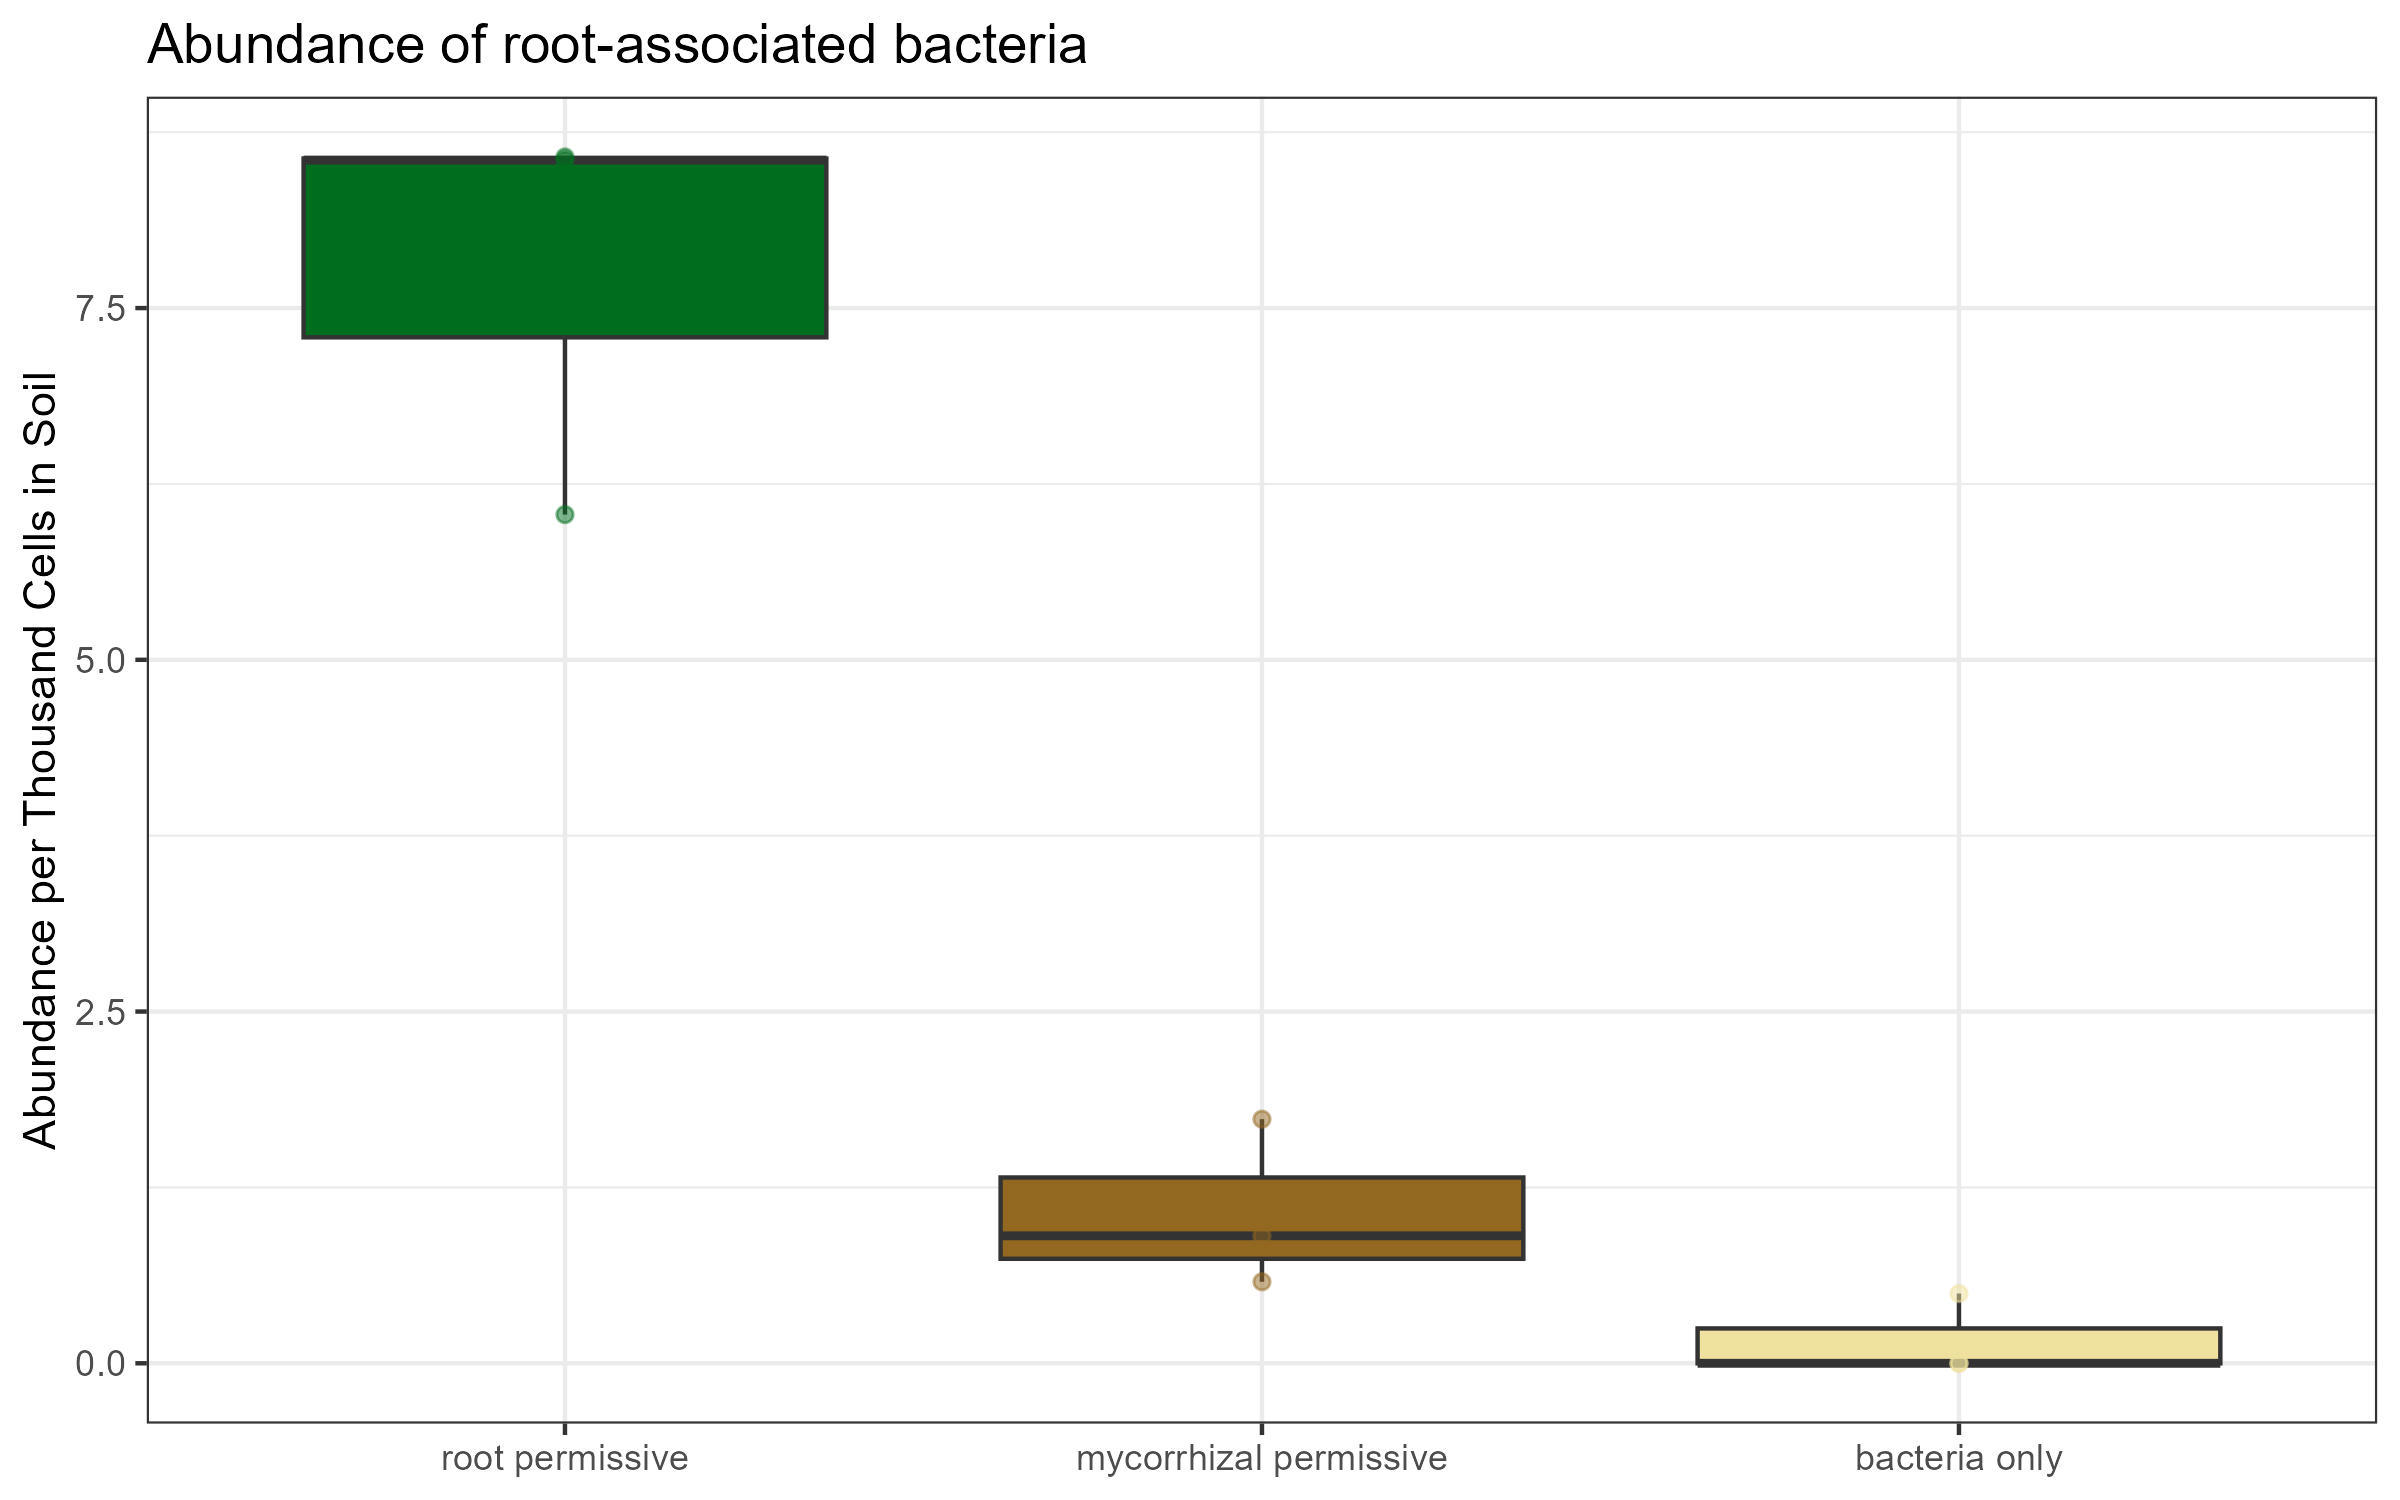 Abundance of root-associated bacteria
Abundance per Thousand Cells in Soil
7.5
5.0
2.5
0.0
root permissive
mycorrhizal permissive
bacteria only